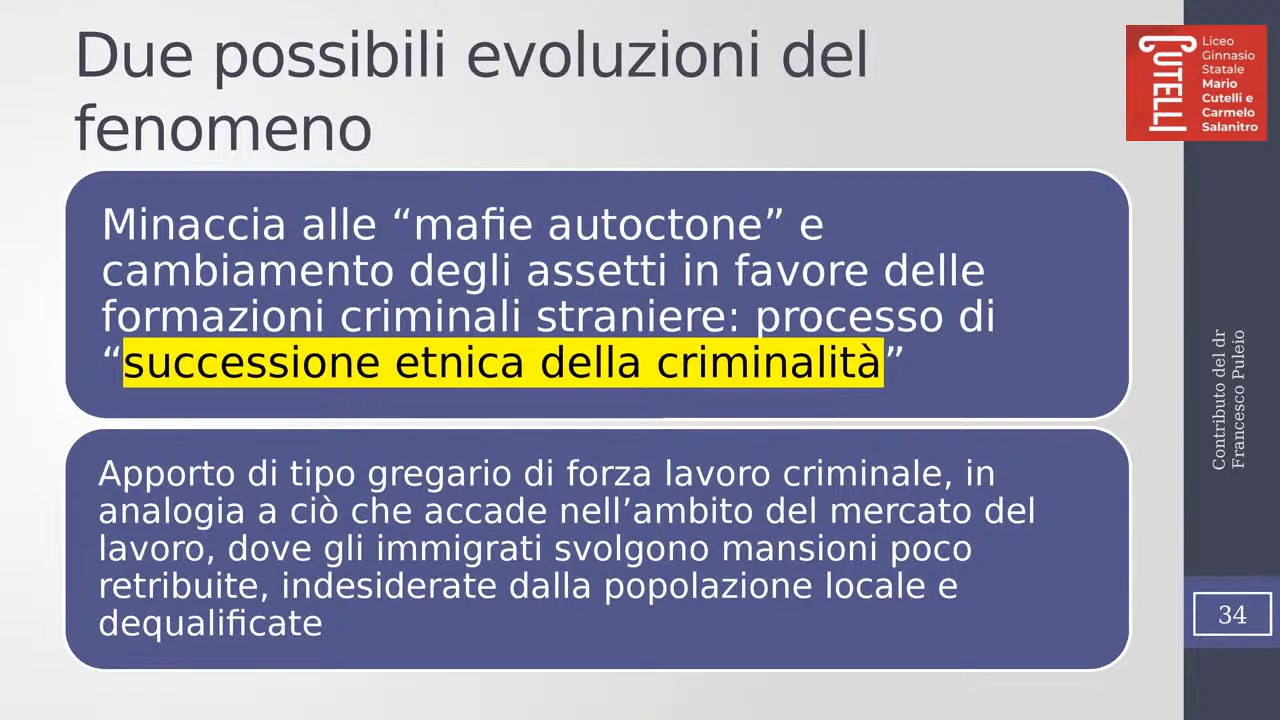 Due possibili evoluzioni del
fenomeno
Minaccia alle “mafie autoctone” e
cambiamento degli assetti in favore delle
formazioni criminali straniere: processo di
“successione etnica della criminalità”
Apporto di tipo gregario di forza lavoro criminale, in
analogia a ciò che accade nell’ambito del mercato del
lavoro, dove gli immigrati svolgono mansioni poco
retribuite, indesiderate dalla popolazione locale e
dequalificate
CUTELLI
Liceo
Ginnasio
Statale
Mario
Cutelli e
Carmelo
Salanitro
Contributo del dr
Francesco Puleio
34